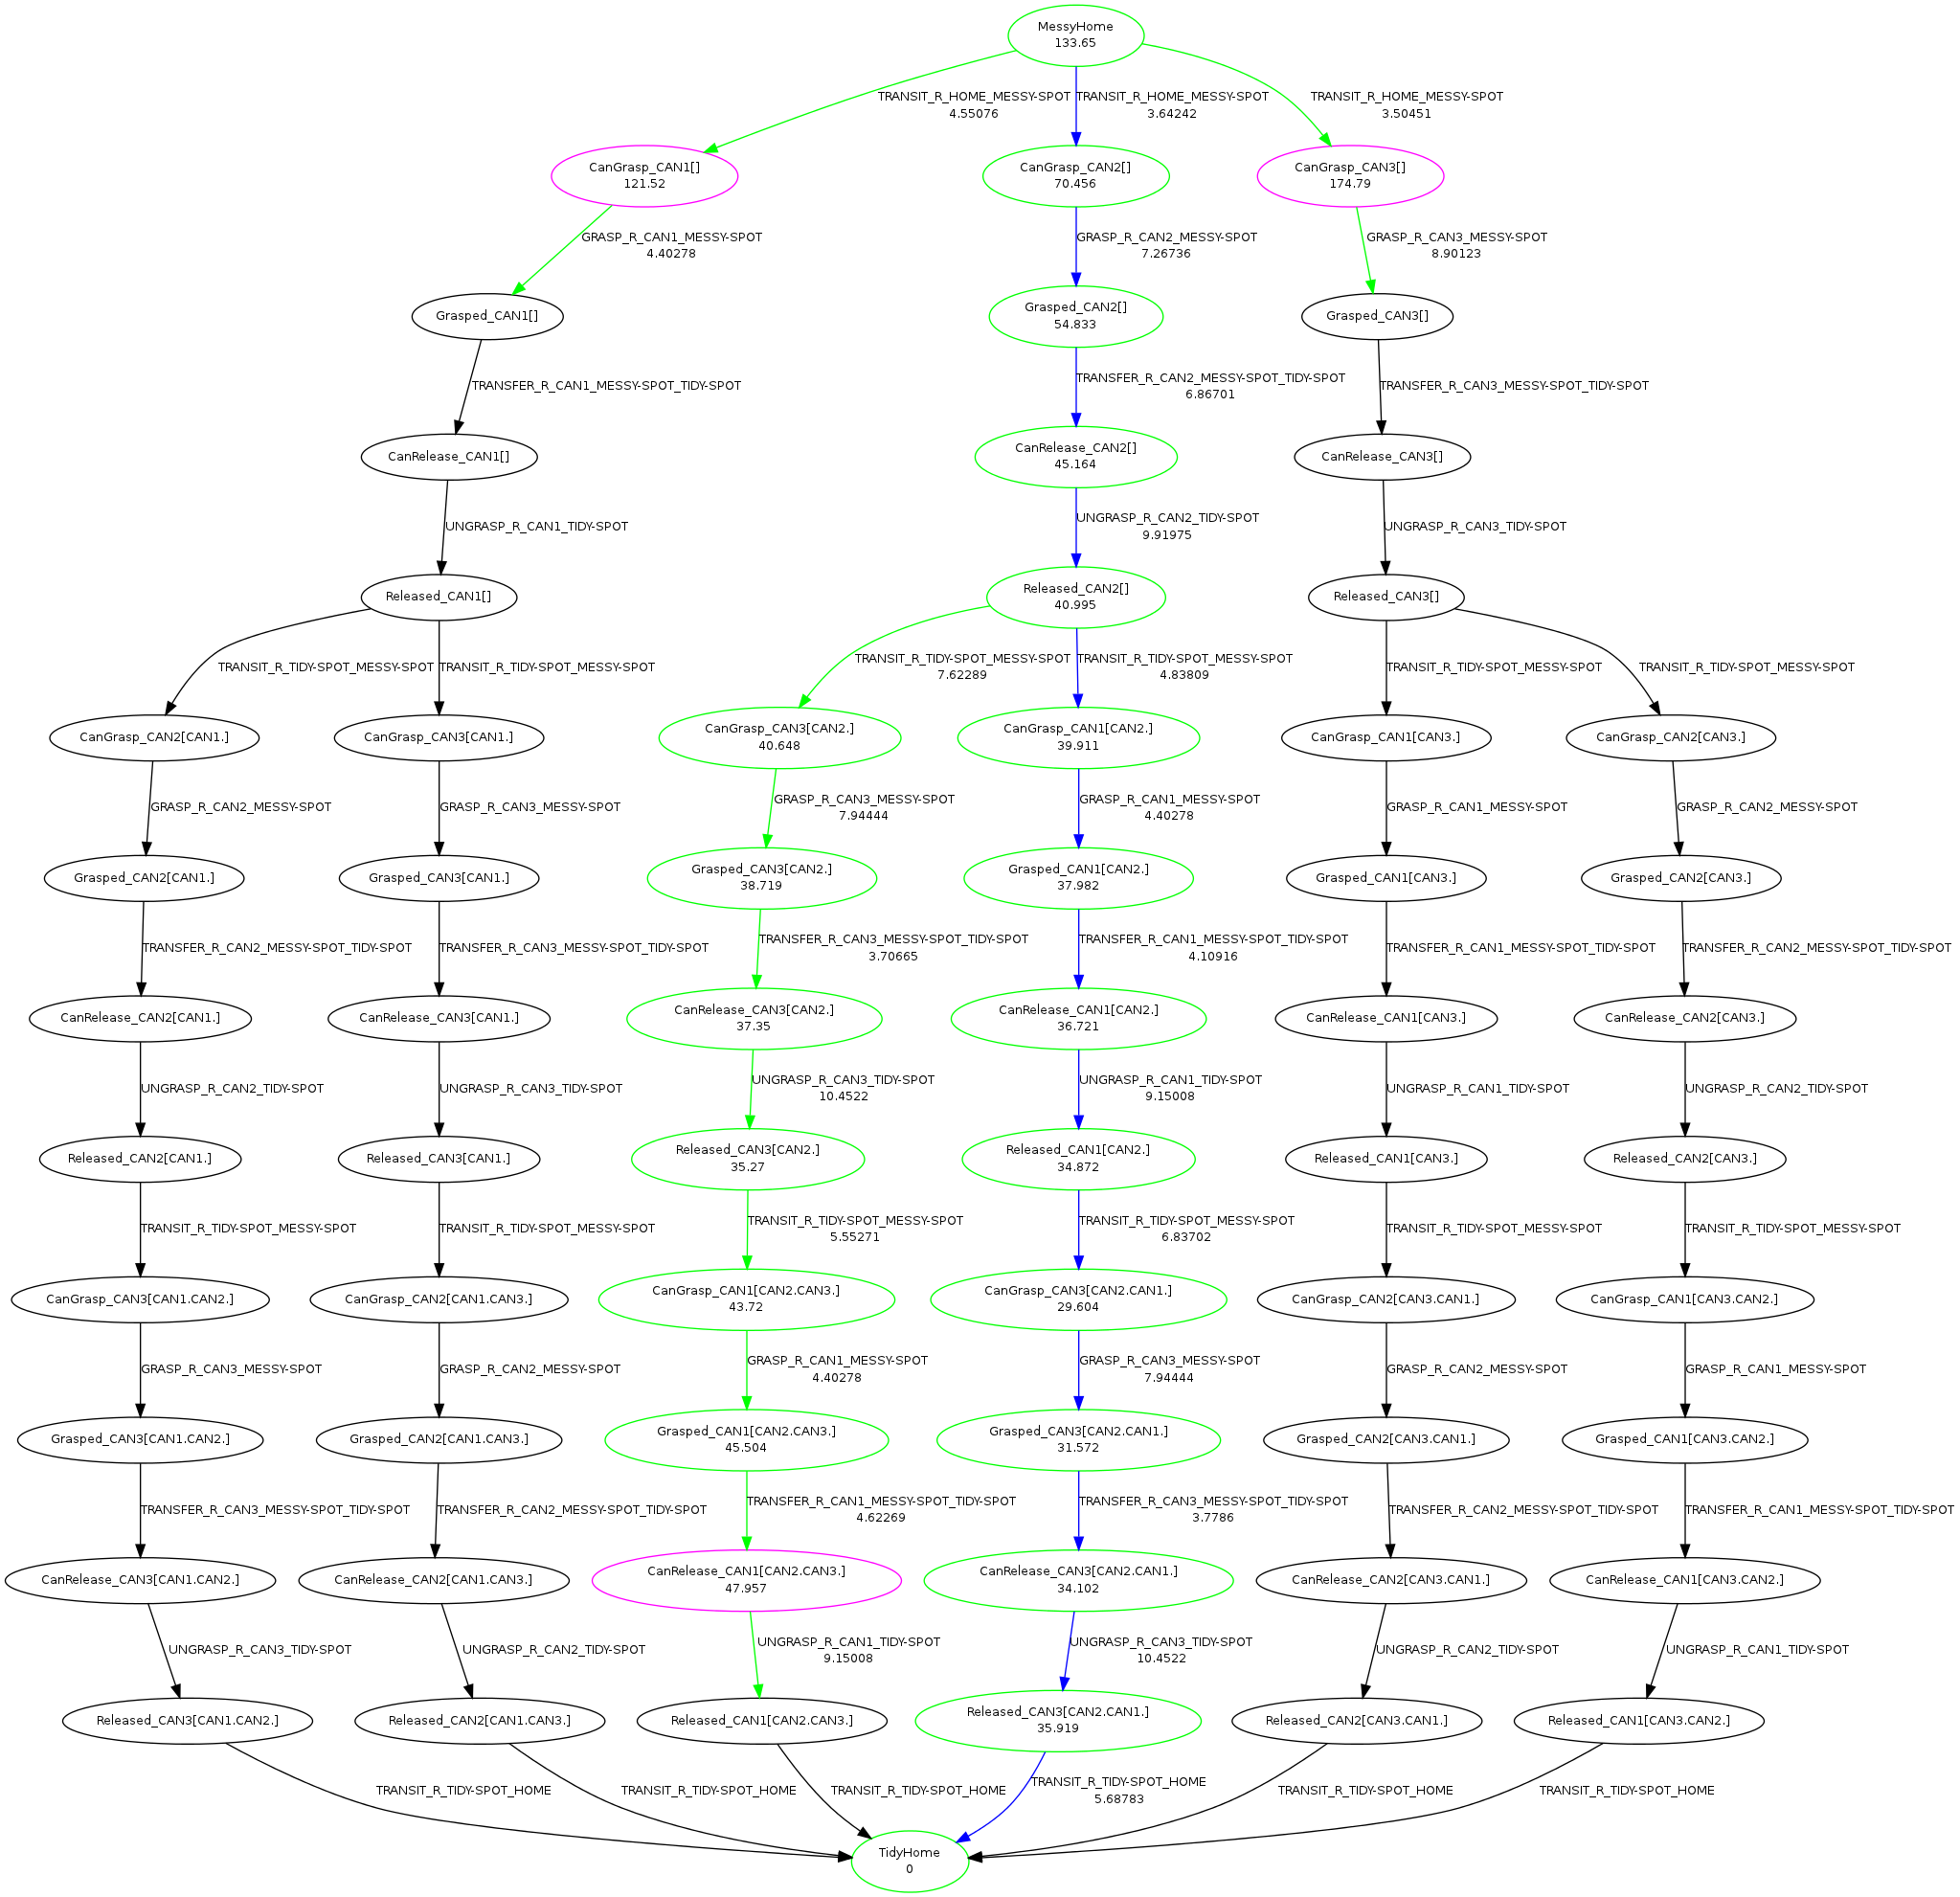 MessyHome
133.65
TRANSIT_R_HOME_MESSY-SPOT
4.55076
TRANSIT_R_HOME_MESSY-SPOT
3.64242
TRANSIT_R_HOME_MESSY-SPOT
3.50451
CanGrasp_CAN1[]
121.52
CanGrasp_CAN2[]
70.456
CanGrasp_CAN3[]
174.79
GRASP_R_CAN1_MESSY-SPOT
4.40278
GRASP_R_CAN2_MESSY-SPOT
7.26736
GRASP_R_CAN3_MESSY-SPOT
8.90123
Grasped_CAN1[]
Grasped_CAN2[]
54.833
Grasped_CAN3[]
TRANSFER_R_CAN1_MESSY-SPOT_TIDY-SPOT
TRANSFER_R_CAN2_MESSY-SPOT_TIDY-SPOT
6.86701
TRANSFER_R_CAN3_MESSY-SPOT_TIDY-SPOT
CanRelease_CAN1[]
CanRelease_CAN2[]
45.164
CanRelease_CAN3[]
UNGRASP_R_CAN1_TIDY-SPOT
UNGRASP_R_CAN2_TIDY-SPOT
9.91975
UNGRASP_R_CAN3_TIDY-SPOT
Released_CAN1[]
Released_CAN2[]
40.995
Released_CAN3[]
TRANSIT_R_TIDY-SPOT_MESSY-SPOT
TRANSIT_R_TIDY-SPOT_MESSY-SPOT
TRANSIT_R_TIDY-SPOT_MESSY-SPOT
7.62289
TRANSIT_R_TIDY-SPOT_MESSY-SPOT
4.83809
TRANSIT_R_TIDY-SPOT_MESSY-SPOT
TRANSIT_R_TIDY-SPOT_MESSY-SPOT
CanGrasp_CAN2[CAN1.]
CanGrasp_CAN3[CAN1.]
CanGrasp_CAN3[CAN2.]
40.648
CanGrasp_CAN1[CAN2.]
39.911
CanGrasp_CAN1[CAN3.]
CanGrasp_CAN2[CAN3.]
GRASP_R_CAN2_MESSY-SPOT
GRASP_R_CAN3_MESSY-SPOT
GRASP_R_CAN3_MESSY-SPOT
7.94444
GRASP_R_CAN1_MESSY-SPOT
4.40278
GRASP_R_CAN1_MESSY-SPOT
GRASP_R_CAN2_MESSY-SPOT
Grasped_CAN2[CAN1.]
Grasped_CAN3[CAN1.]
Grasped_CAN3[CAN2.]
38.719
Grasped_CAN1[CAN2.]
37.982
Grasped_CAN1[CAN3.]
Grasped_CAN2[CAN3.]
TRANSFER_R_CAN2_MESSY-SPOT_TIDY-SPOT
TRANSFER_R_CAN3_MESSY-SPOT_TIDY-SPOT
TRANSFER_R_CAN3_MESSY-SPOT_TIDY-SPOT
3.70665
TRANSFER_R_CAN1_MESSY-SPOT_TIDY-SPOT
4.10916
TRANSFER_R_CAN1_MESSY-SPOT_TIDY-SPOT
TRANSFER_R_CAN2_MESSY-SPOT_TIDY-SPOT
CanRelease_CAN2[CAN1.]
CanRelease_CAN3[CAN1.]
CanRelease_CAN3[CAN2.]
37.35
CanRelease_CAN1[CAN2.]
36.721
CanRelease_CAN1[CAN3.]
CanRelease_CAN2[CAN3.]
UNGRASP_R_CAN2_TIDY-SPOT
UNGRASP_R_CAN3_TIDY-SPOT
UNGRASP_R_CAN3_TIDY-SPOT
10.4522
UNGRASP_R_CAN1_TIDY-SPOT
9.15008
UNGRASP_R_CAN1_TIDY-SPOT
UNGRASP_R_CAN2_TIDY-SPOT
Released_CAN2[CAN1.]
Released_CAN3[CAN1.]
Released_CAN3[CAN2.]
35.27
Released_CAN1[CAN2.]
34.872
Released_CAN1[CAN3.]
Released_CAN2[CAN3.]
TRANSIT_R_TIDY-SPOT_MESSY-SPOT
TRANSIT_R_TIDY-SPOT_MESSY-SPOT
TRANSIT_R_TIDY-SPOT_MESSY-SPOT
5.55271
TRANSIT_R_TIDY-SPOT_MESSY-SPOT
6.83702
TRANSIT_R_TIDY-SPOT_MESSY-SPOT
TRANSIT_R_TIDY-SPOT_MESSY-SPOT
CanGrasp_CAN3[CAN1.CAN2.]
CanGrasp_CAN2[CAN1.CAN3.]
CanGrasp_CAN1[CAN2.CAN3.]
43.72
CanGrasp_CAN3[CAN2.CAN1.]
29.604
CanGrasp_CAN2[CAN3.CAN1.]
CanGrasp_CAN1[CAN3.CAN2.]
GRASP_R_CAN3_MESSY-SPOT
GRASP_R_CAN2_MESSY-SPOT
GRASP_R_CAN1_MESSY-SPOT
4.40278
GRASP_R_CAN3_MESSY-SPOT
7.94444
GRASP_R_CAN2_MESSY-SPOT
GRASP_R_CAN1_MESSY-SPOT
Grasped_CAN3[CAN1.CAN2.]
Grasped_CAN2[CAN1.CAN3.]
Grasped_CAN1[CAN2.CAN3.]
45.504
Grasped_CAN3[CAN2.CAN1.]
31.572
Grasped_CAN2[CAN3.CAN1.]
Grasped_CAN1[CAN3.CAN2.]
TRANSFER_R_CAN3_MESSY-SPOT_TIDY-SPOT
TRANSFER_R_CAN2_MESSY-SPOT_TIDY-SPOT
TRANSFER_R_CAN1_MESSY-SPOT_TIDY-SPOT
4.62269
TRANSFER_R_CAN3_MESSY-SPOT_TIDY-SPOT
3.7786
TRANSFER_R_CAN2_MESSY-SPOT_TIDY-SPOT
TRANSFER_R_CAN1_MESSY-SPOT_TIDY-SPOT
CanRelease_CAN3[CAN1.CAN2.]
CanRelease_CAN2[CAN1.CAN3.]
CanRelease_CAN1[CAN2.CAN3.]
47.957
CanRelease_CAN3[CAN2.CAN1.]
34.102
CanRelease_CAN2[CAN3.CAN1.]
CanRelease_CAN1[CAN3.CAN2.]
UNGRASP_R_CAN3_TIDY-SPOT
UNGRASP_R_CAN2_TIDY-SPOT
UNGRASP_R_CAN1_TIDY-SPOT
9.15008
UNGRASP_R_CAN3_TIDY-SPOT
10.4522
UNGRASP_R_CAN2_TIDY-SPOT
UNGRASP_R_CAN1_TIDY-SPOT
Released_CAN3[CAN1.CAN2.]
Released_CAN2[CAN1.CAN3.]
Released_CAN1[CAN2.CAN3.]
Released_CAN3[CAN2.CAN1.]
35.919
Released_CAN2[CAN3.CAN1.]
Released_CAN1[CAN3.CAN2.]
TRANSIT_R_TIDY-SPOT_HOME
TRANSIT_R_TIDY-SPOT_HOME
TRANSIT_R_TIDY-SPOT_HOME
TRANSIT_R_TIDY-SPOT_HOME
5.68783
TRANSIT_R_TIDY-SPOT_HOME
TRANSIT_R_TIDY-SPOT_HOME
TidyHome
0